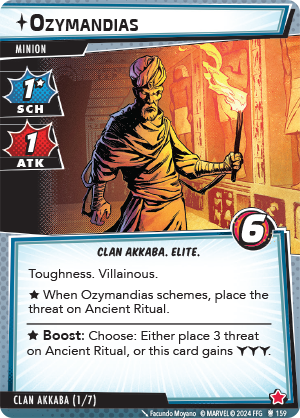 OZYMANDIAS
MINION
1*
SCH
1
ATK
6
CLAN AKKABA. ELITE.
Toughness. Villainous.
★ When Ozymandias schemes, place the
threat on Ancient Ritual.
★ Boost: Choose: Either place 3 threat
on Ancient Ritual, or this card gains
CLAN AKKABA (1/7)
Facundo Moyano © MARVEL © 2024 FFG 159